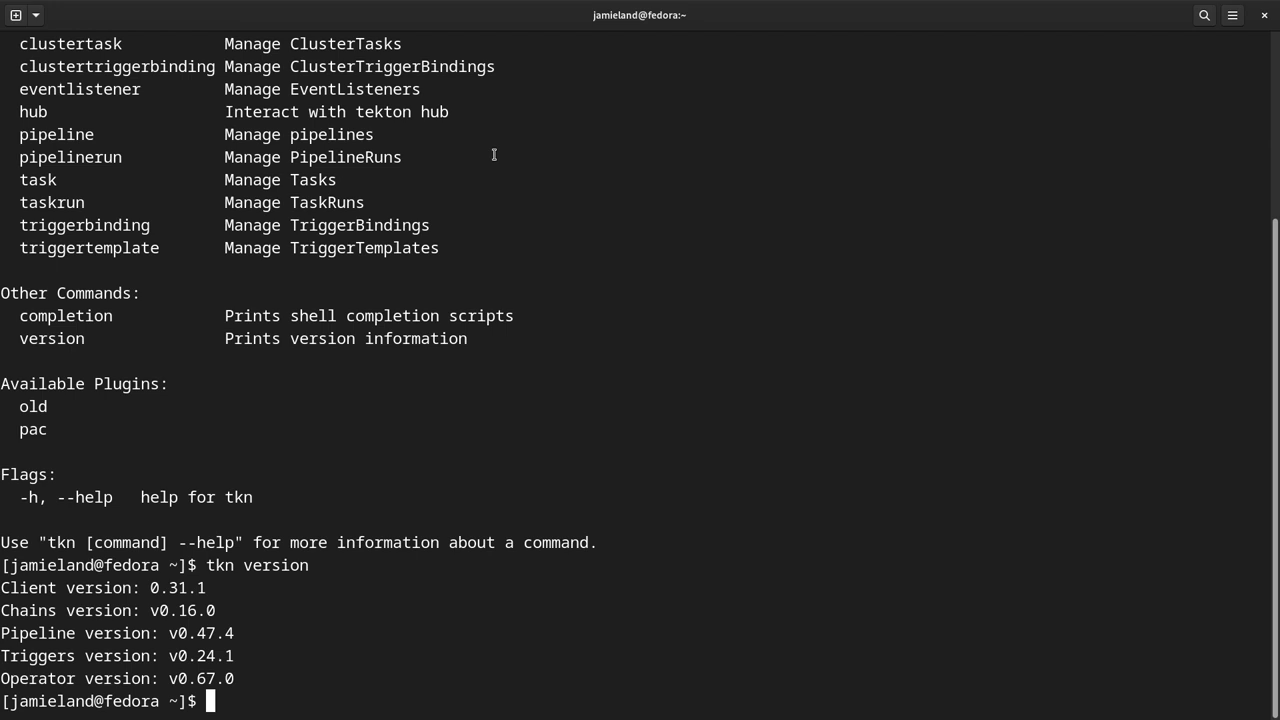 jamieland@fedora:~
clustertask Manage ClusterTasks
clustertriggerbinding Manage ClusterTriggerBindings
eventlistener Manage EventListeners
hub Interact with tekton hub
pipeline Manage pipelines
pipelinerun Manage PipelineRuns
task Manage Tasks
taskrun Manage TaskRuns
triggerbinding Manage TriggerBindings
triggertemplate Manage TriggerTemplates
Other Commands:
completion Prints shell completion scripts
version Prints version information
Available Plugins:
old
pac
Flags:
-h, --help help for tkn
Use "tkn [command] --help" for more information about a command.
[jamieland@fedora ~]$ tkn version
Client version: 0.31.1
Chains version: v0.16.0
Pipeline version: v0.47.4
Triggers version: v0.24.1
Operator version: v0.67.0
[jamieland@fedora ~]$